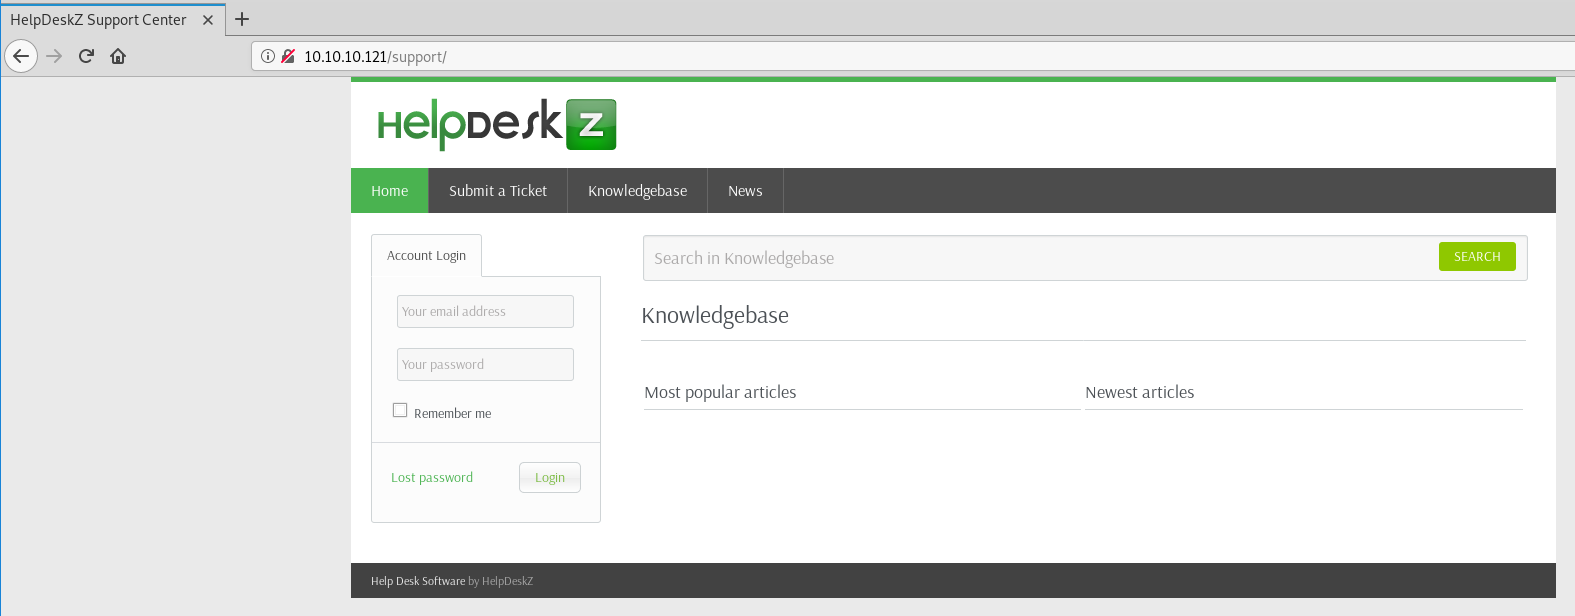 HelpDeskZ Support Center
10.10.10.121/support/
HelpDesk Z
Home Submit a Ticket Knowledgebase News
Account Login
Your email address
Your password
Remember me
Lost password Login
Search in Knowledgebase SEARCH
Knowledgebase
Most popular articles Newest articles
Help Desk Software by HelpDeskZ